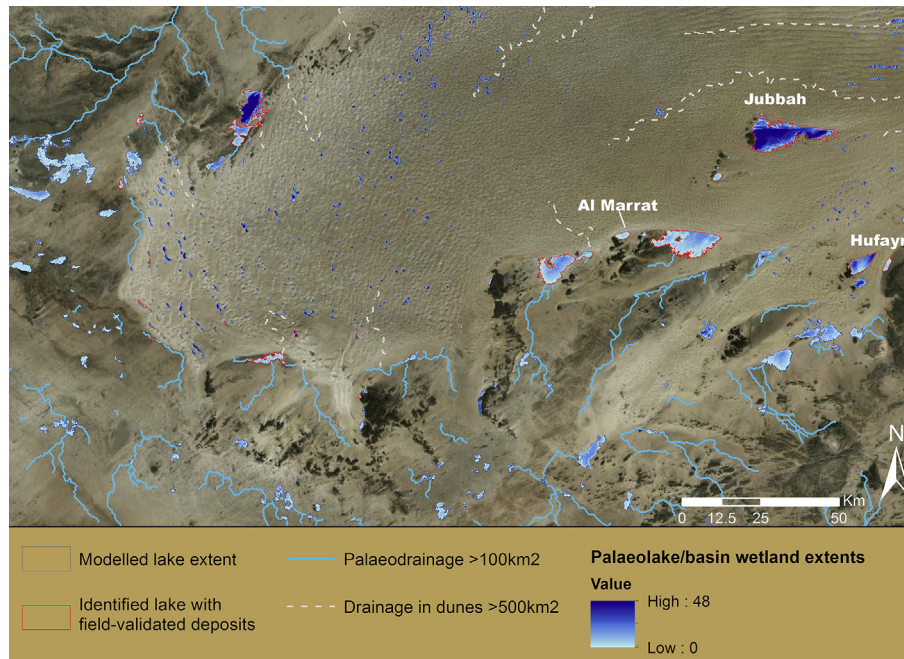 Jubbah
Al Marrat
Hufayr
N
Km
0 12.5 25 50
Modelled lake extent
Palaeodrainage >100km2
Palaeolake/basin wetland extents
Value
High : 48
Low : 0
Identified lake with
field-validated deposits
Drainage in dunes >500km2